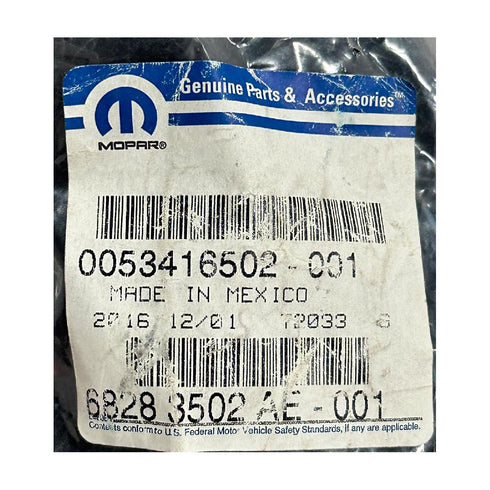 Genuine Parts & Accessories™
MOPAR®
0053416502-001
MADE IN MEXICO
2016 12/01 72033
6828 3502 AE-001
Contents conform to U.S. Federal Motor Vehicle Safety Standards, if any are applicable.